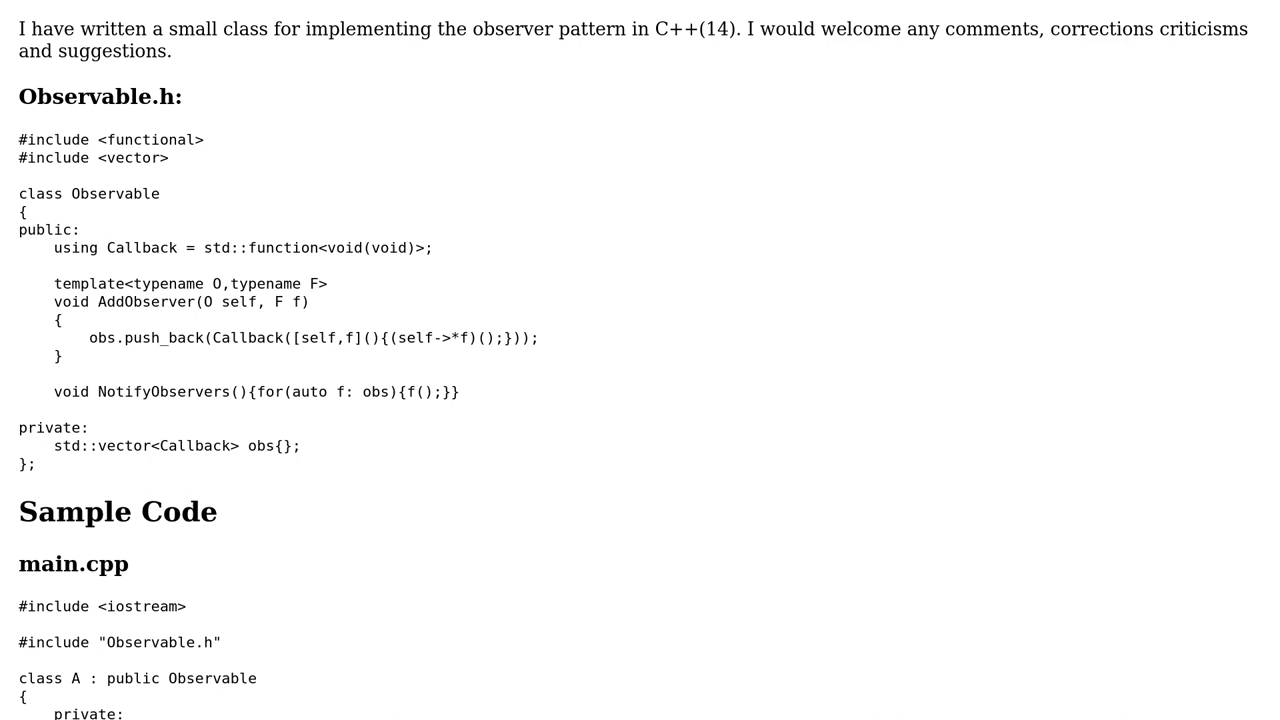 I have written a small class for implementing the observer pattern in C++(14). I would welcome any comments, corrections criticisms
and suggestions.
Observable.h:
#include <functional>
#include <vector>
class Observable
{
public:
    using Callback = std::function<void(void)>;
    template<typename O,typename F>
    void AddObserver(O self, F f)
    {
        obs.push_back(Callback([self,f](){(self->*f)();}));
    }
    void NotifyObservers(){for(auto f: obs){f();}}
private:
    std::vector<Callback> obs{};
};
Sample Code
main.cpp
#include <iostream>
#include "Observable.h"
class A : public Observable
{
    private: